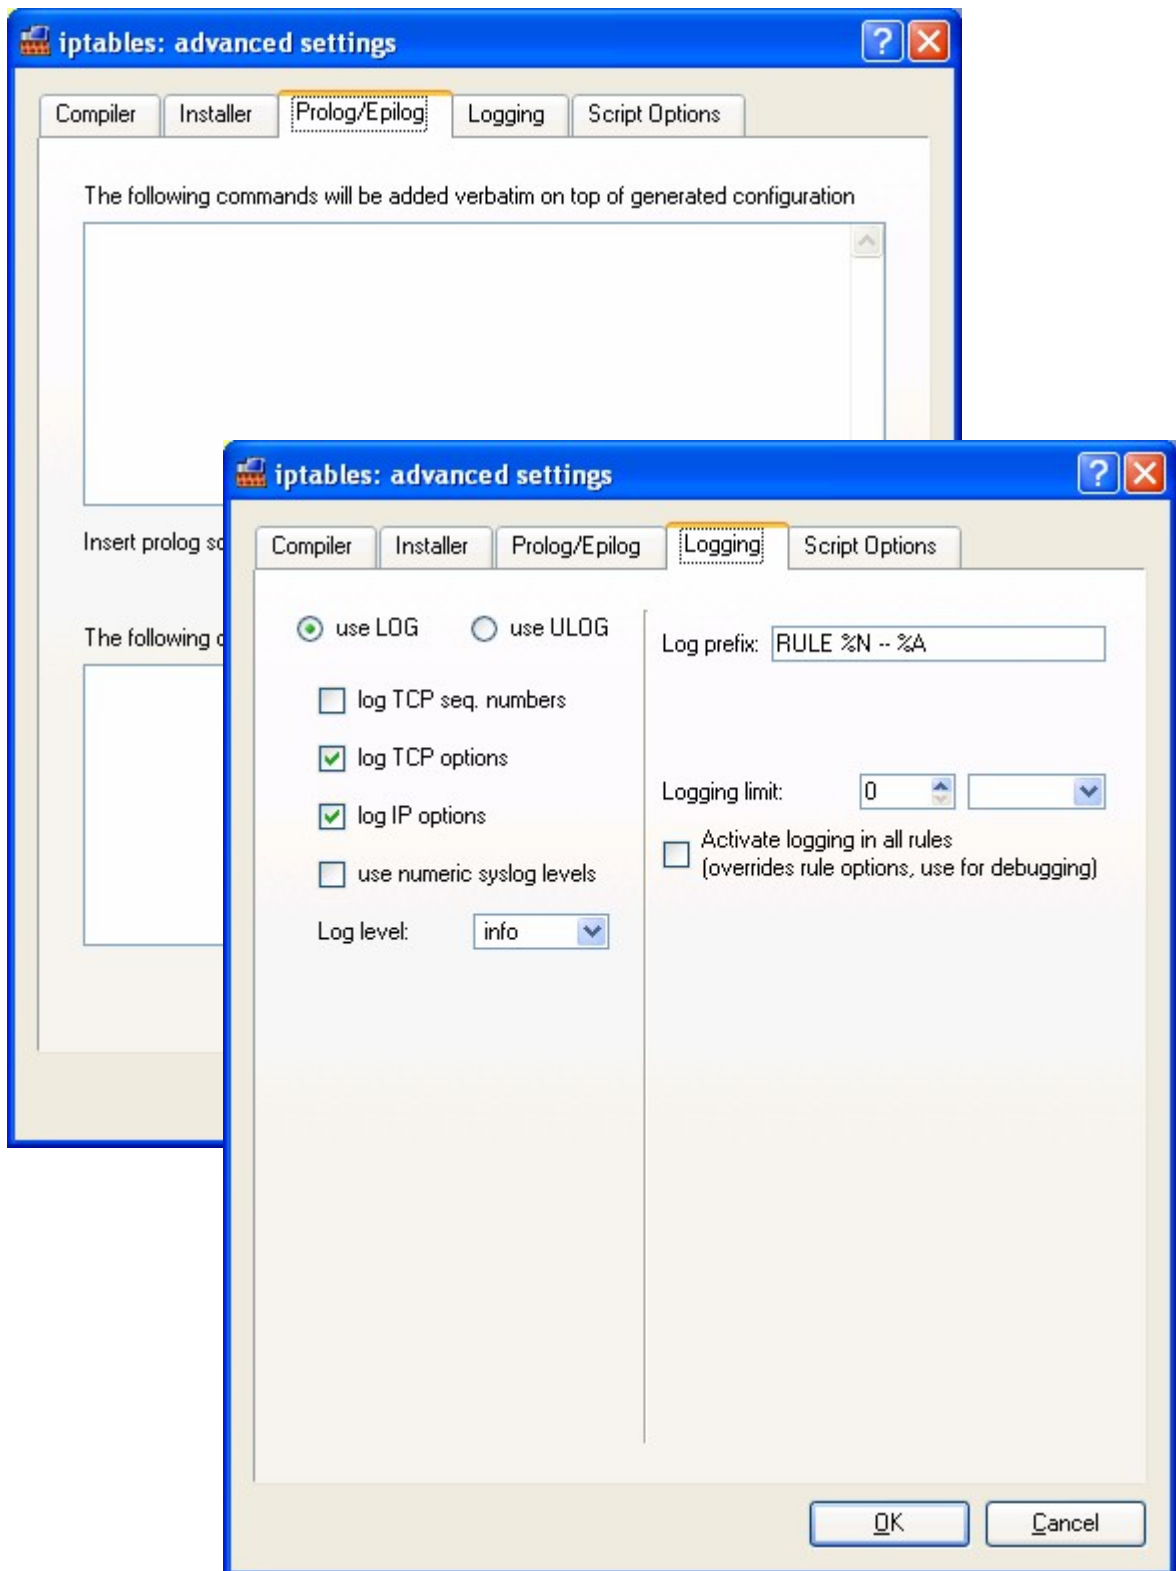 iptables: advanced settings
Compiler Installer Prolog/Epilog Logging Script Options
The following commands will be added verbatim on top of generated configuration
Insert prolog
The following
iptables: advanced settings
Compiler Installer Prolog/Epilog Logging Script Options
use LOG use ULOG
log TCP seq. numbers
log TCP options
log IP options
use numeric syslog levels
Log level: info
Log prefix: RULE %N -- %A
Logging limit: 0
Activate logging in all rules
(overrides rule options, use for debugging)
OK Cancel